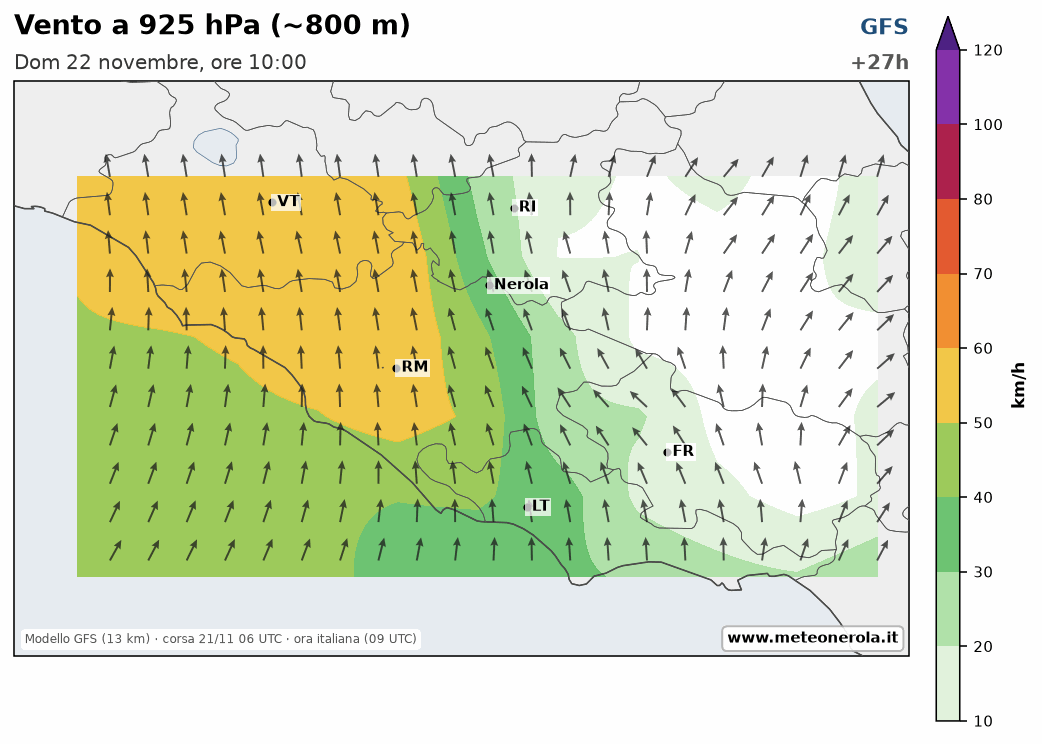 Vento a 925 hPa (~800 m)
GFS
Dom 22 novembre, ore 10:00
+27h
120
100
80
70
60
50
40
30
20
10
km/h
VT
RI
Nerola
RM
FR
LT
Modello GFS (13 km) · corsa 21/11 06 UTC · ora italiana (09 UTC)
www.meteonerola.it